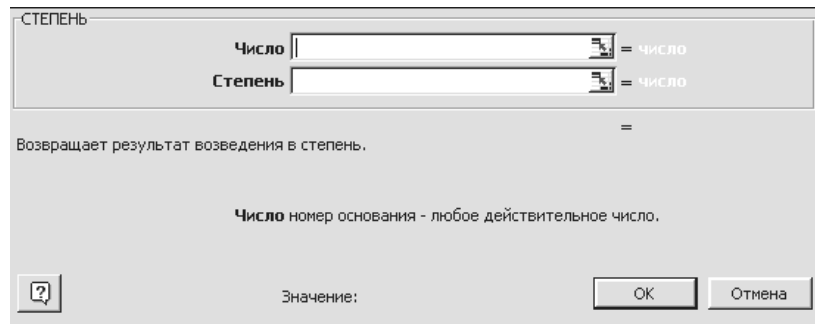 СТЕПЕНЬ
Число = число
Степень = число
=
Возвращает результат возведения в степень.
Число номер основания - любое действительное число.
Значение: OK Отмена